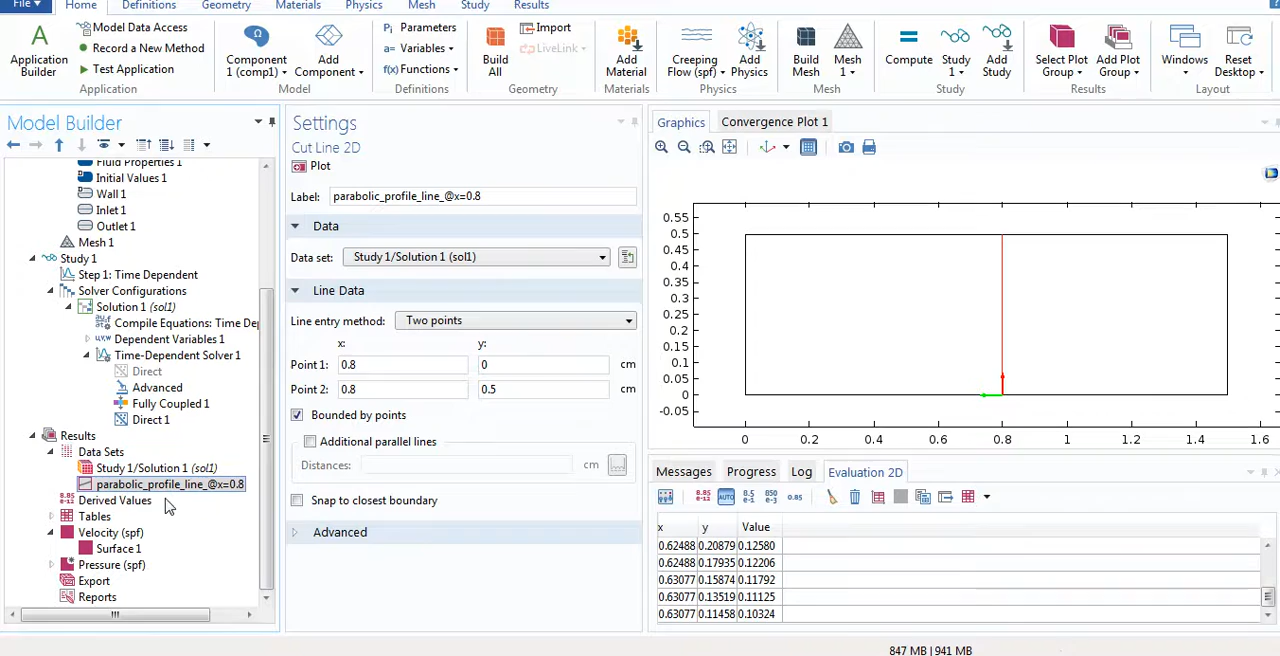 File
Home
Definitions
Geometry
Materials
Physics
Mesh
Study
Results
A
Application Builder
Model Data Access
Record a New Method
Test Application
Application
Component 1 (comp1)
Add Component
Model
Pi Parameters
a= Variables
f(x) Functions
Definitions
Build All
Import
LiveLink
Geometry
Add Material
Materials
Creeping Flow (spf)
Add Physics
Physics
Build Mesh
Mesh 1
Mesh
Compute
Study 1
Add Study
Study
Select Plot Group
Add Plot Group
Results
Windows
Reset Desktop
Layout
Model Builder
Fluid Properties 1
Initial Values 1
Wall 1
Inlet 1
Outlet 1
Mesh 1
Study 1
Step 1: Time Dependent
Solver Configurations
Solution 1 (sol1)
Compile Equations: Time De
Dependent Variables 1
Time-Dependent Solver 1
Direct
Advanced
Fully Coupled 1
Direct 1
Results
Data Sets
Study 1/Solution 1 (sol1)
parabolic_profile_line_@x=0.8
Derived Values
Tables
Velocity (spf)
Surface 1
Pressure (spf)
Export
Reports
Settings
Cut Line 2D
Plot
Label: parabolic_profile_line_@x=0.8
Data
Data set: Study 1/Solution 1 (sol1)
Line Data
Line entry method: Two points
x: y:
Point 1: 0.8 0 cm
Point 2: 0.8 0.5 cm
Bounded by points
Additional parallel lines
Distances: cm
Snap to closest boundary
Advanced
Graphics
Convergence Plot 1
0.55
0.5
0.45
0.4
0.35
0.3
0.25
0.2
0.15
0.1
0.05
0
-0.05
0 0.2 0.4 0.6 0.8 1 1.2 1.4 1.6
Messages
Progress
Log
Evaluation 2D
8.85 e-12
AUTO
8.5 e-1
850 e-3
0.85
x y Value
0.62488 0.20879 0.12580
0.62488 0.17935 0.12206
0.63077 0.15874 0.11792
0.63077 0.13519 0.11125
0.63077 0.11458 0.10324
847 MB | 941 MB